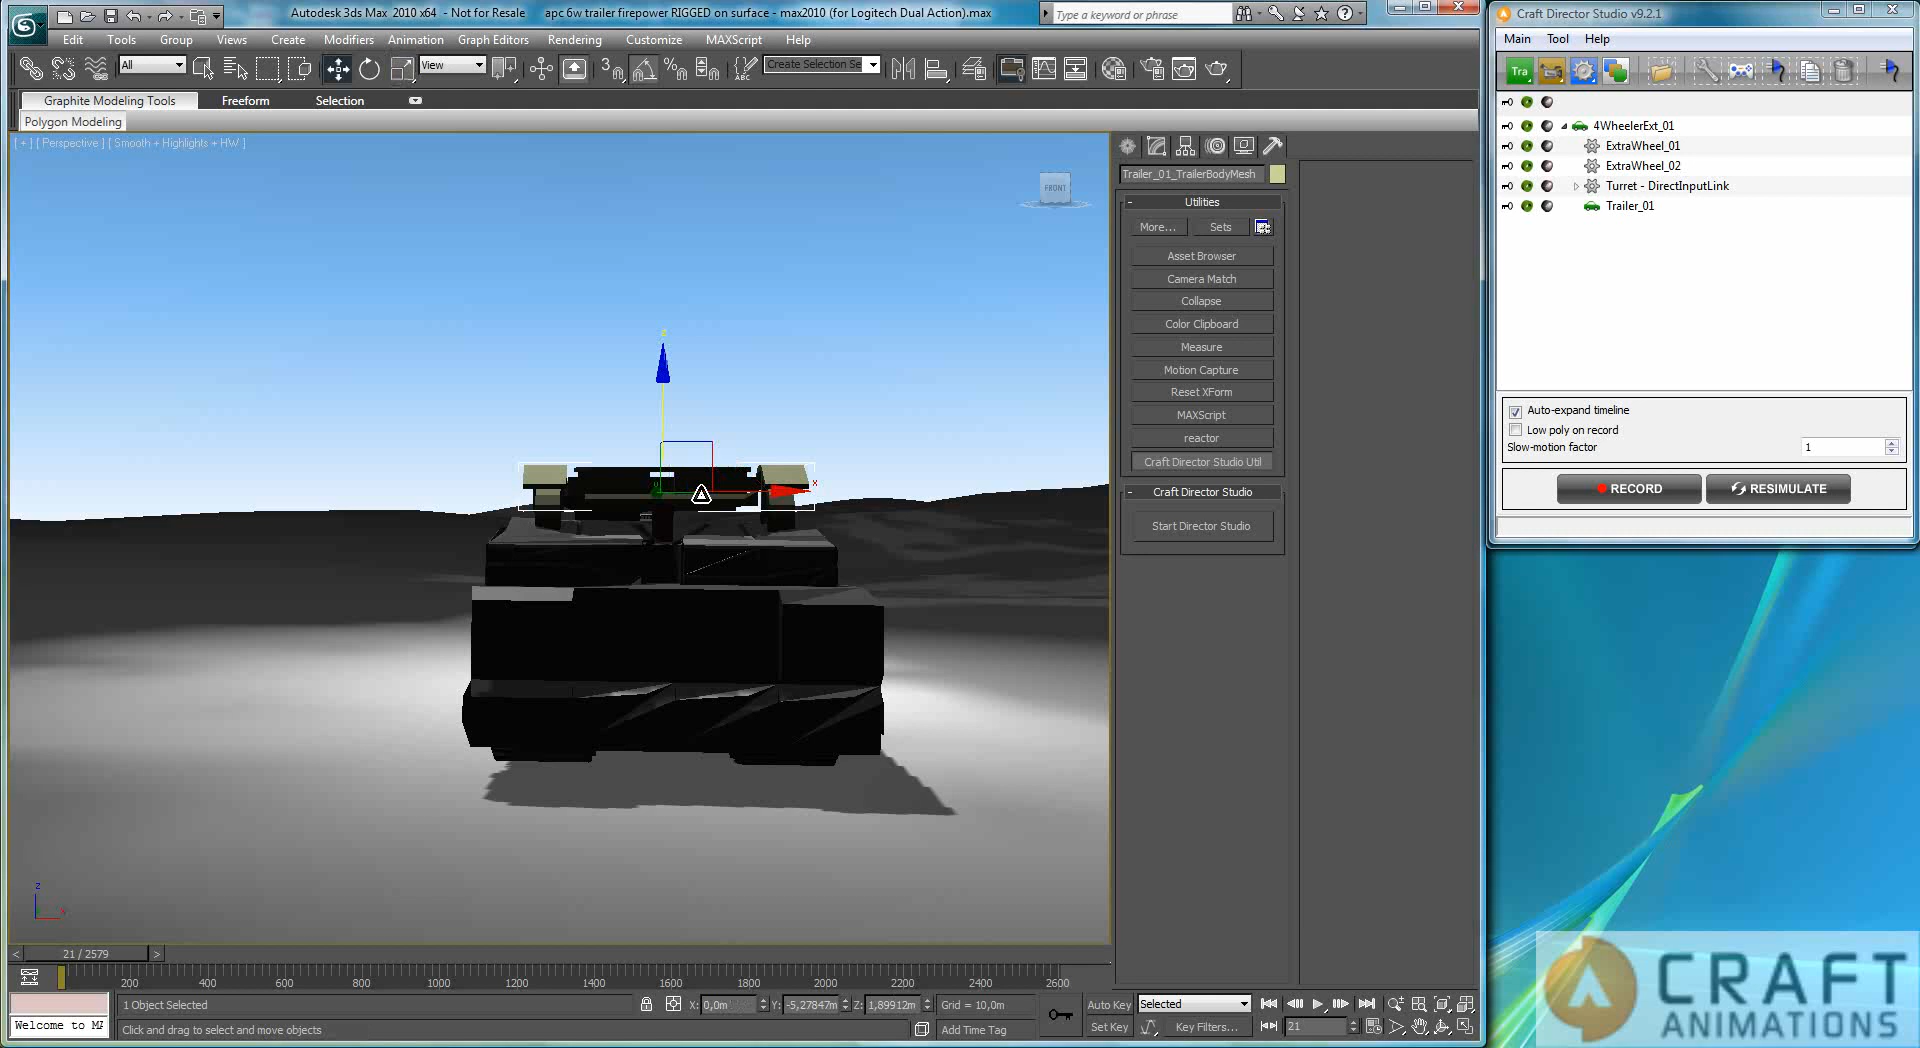 Autodesk 3ds Max 2010 x64 - Not for Resale apc 6w trailer firepower RIGGED on surface - max2010 (for Logitech Dual Action).max
Type a keyword or phrase
Edit Tools Group Views Create Modifiers Animation Graph Editors Rendering Customize MAXScript Help
All
View
Create Selection Se
Graphite Modeling Tools Freeform Selection
Polygon Modeling
[ + ] [ Perspective ] [ Smooth + Highlights + HW ]
FRONT
z
x
z
x
Trailer_01_TrailerBodyMesh
- Utilities
More... Sets
Asset Browser
Camera Match
Collapse
Color Clipboard
Measure
Motion Capture
Reset XForm
MAXScript
reactor
Craft Director Studio Util
- Craft Director Studio
Start Director Studio
< 21 / 2579 >
200 400 600 800 1000 1200 1400 1600 1800 2000 2200 2400 2600
1 Object Selected X: 0,0m Y: -5,27847m Z: 1,89912m Grid = 10,0m
Welcome to MA
Click and drag to select and move objects Add Time Tag
Auto Key Selected
Set Key Key Filters... 21
Craft Director Studio v9.2.1
Main Tool Help
Tra
4WheelerExt_01
ExtraWheel_01
ExtraWheel_02
Turret - DirectInputLink
Trailer_01
Auto-expand timeline
Low poly on record
Slow-motion factor 1
RECORD RESIMULATE
CRAFT
ANIMATIONS